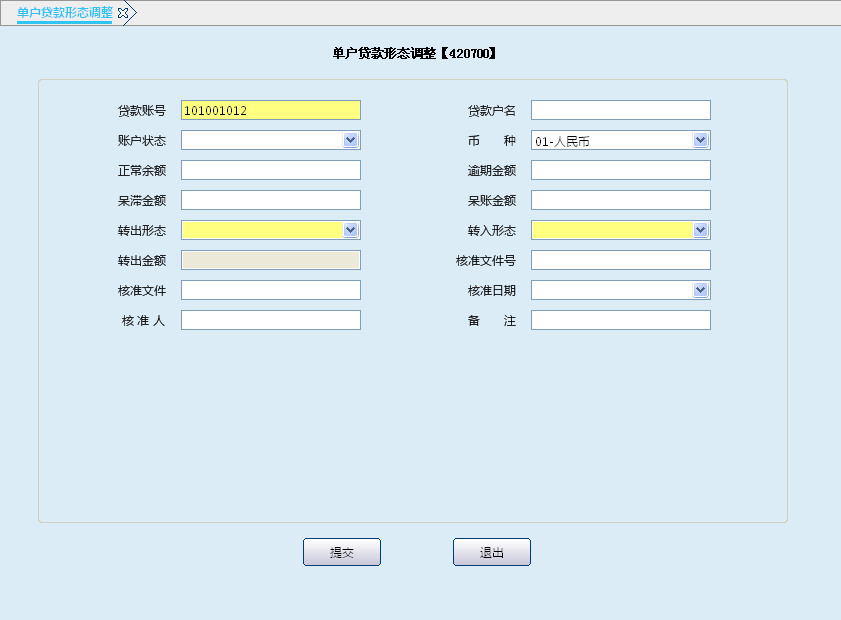 单户贷款形态调整
单户贷款形态调整【420700】
贷款账号 101001012 贷款户名
账户状态 币 种 01-人民币
正常余额 逾期金额
呆滞金额 呆账金额
转出形态 转入形态
转出金额 核准文件号
核准文件 核准日期
核 准 人 备 注
提交 退出